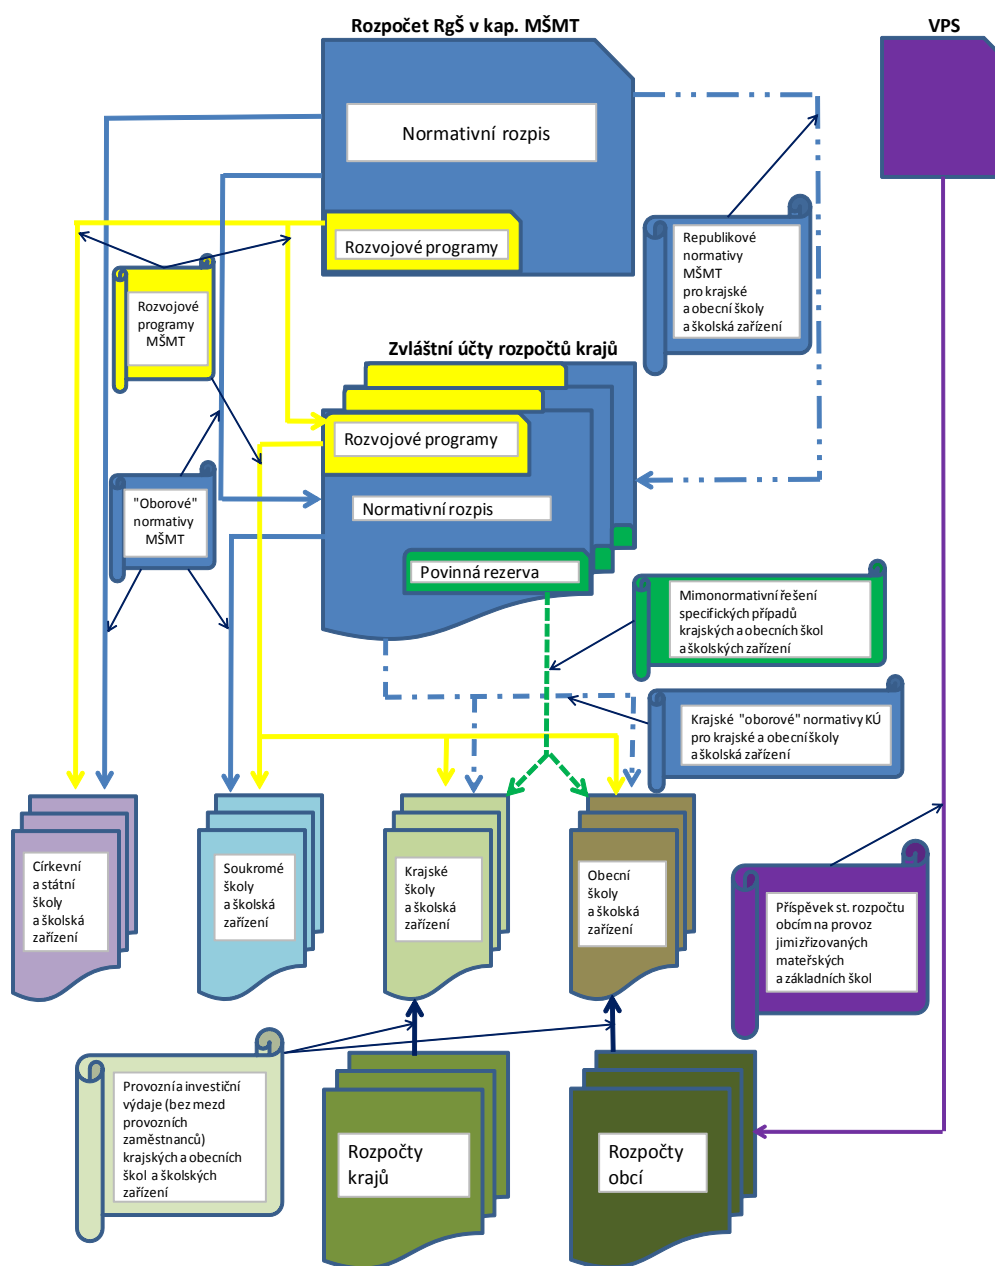 Rozpočet RgŠ v kap. MŠMT
VPS
Normativní rozpis
Rozvojové programy
Republikové
normativy
MŠMT
pro krajské
a obecní školy
a školská zařízení
Rozvojové
programy
MŠMT
Zvláštní účty rozpočtů krajů
Rozvojové programy
"Oborové"
normativy
MŠMT
Normativní rozpis
Povinná rezerva
Mimonormativní řešení
specifických případů
krajských a obecních škol
a školských zařízení
Krajské "oborové" normativy KÚ
pro krajské a obecní školy
a školská zařízení
Církevní
a státní
školy
a školská
zařízení
Soukromé
školy
a školská
zařízení
Krajské
školy
a školská
zařízení
Obecní
školy
a školská
zařízení
Příspěvek st. rozpočtu
obcím na provoz
jimizřizovaných
mateřských
a základních škol
Provozní a investiční
výdaje (bez mezd
provozních
zaměstnanců)
krajských a obecních
škol a školských
zařízení
Rozpočty
krajů
Rozpočty
obcí